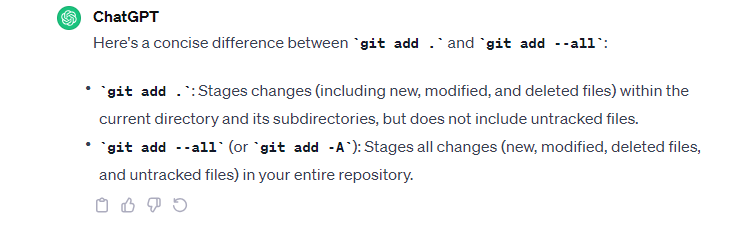 ChatGPT
Here's a concise difference between `git add .` and `git add --all`:
• `git add .`: Stages changes (including new, modified, and deleted files) within the
current directory and its subdirectories, but does not include untracked files.
• `git add --all` (or `git add -A`): Stages all changes (new, modified, deleted files,
and untracked files) in your entire repository.